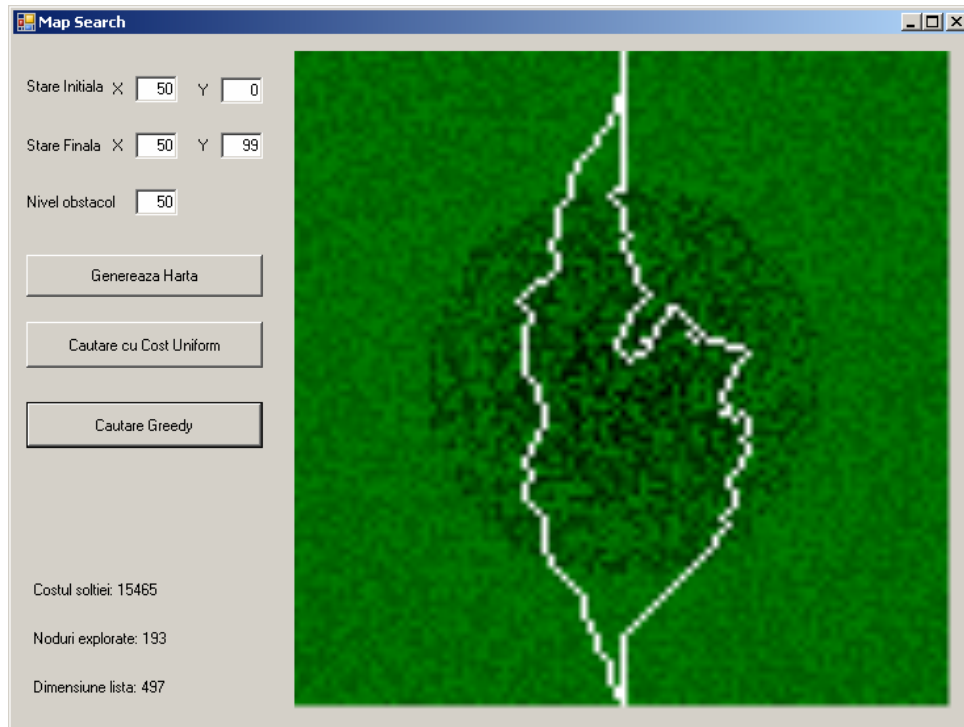 Map Search
Stare Initiala X 50 Y 0
Stare Finala X 50 Y 99
Nivel obstacol 50
Genereaza Harta
Cautare cu Cost Uniform
Cautare Greedy
Costul soltiei: 15465
Noduri explorate: 193
Dimensiune lista: 497